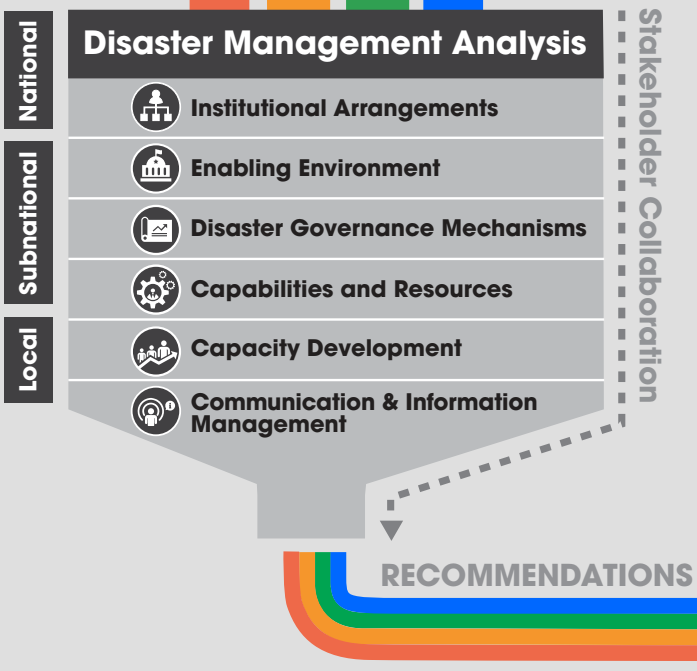 Disaster Management Analysis
National
Subnational
Local
Institutional Arrangements
Enabling Environment
Disaster Governance Mechanisms
Capabilities and Resources
Capacity Development
Communication & Information
Management
Stakeholder Collaboration
RECOMMENDATIONS